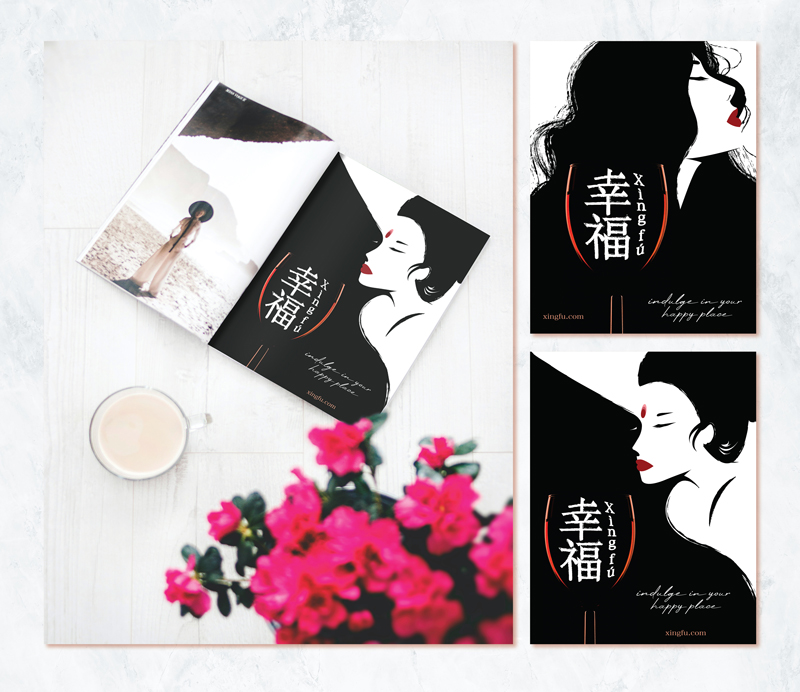 幸福
Xìngfú
indulge in your
happy place
xingfu.com
幸福
Xìngfú
xingfu.com
indulge in your
happy place
幸福
Xìngfú
indulge in your
happy place
xingfu.com